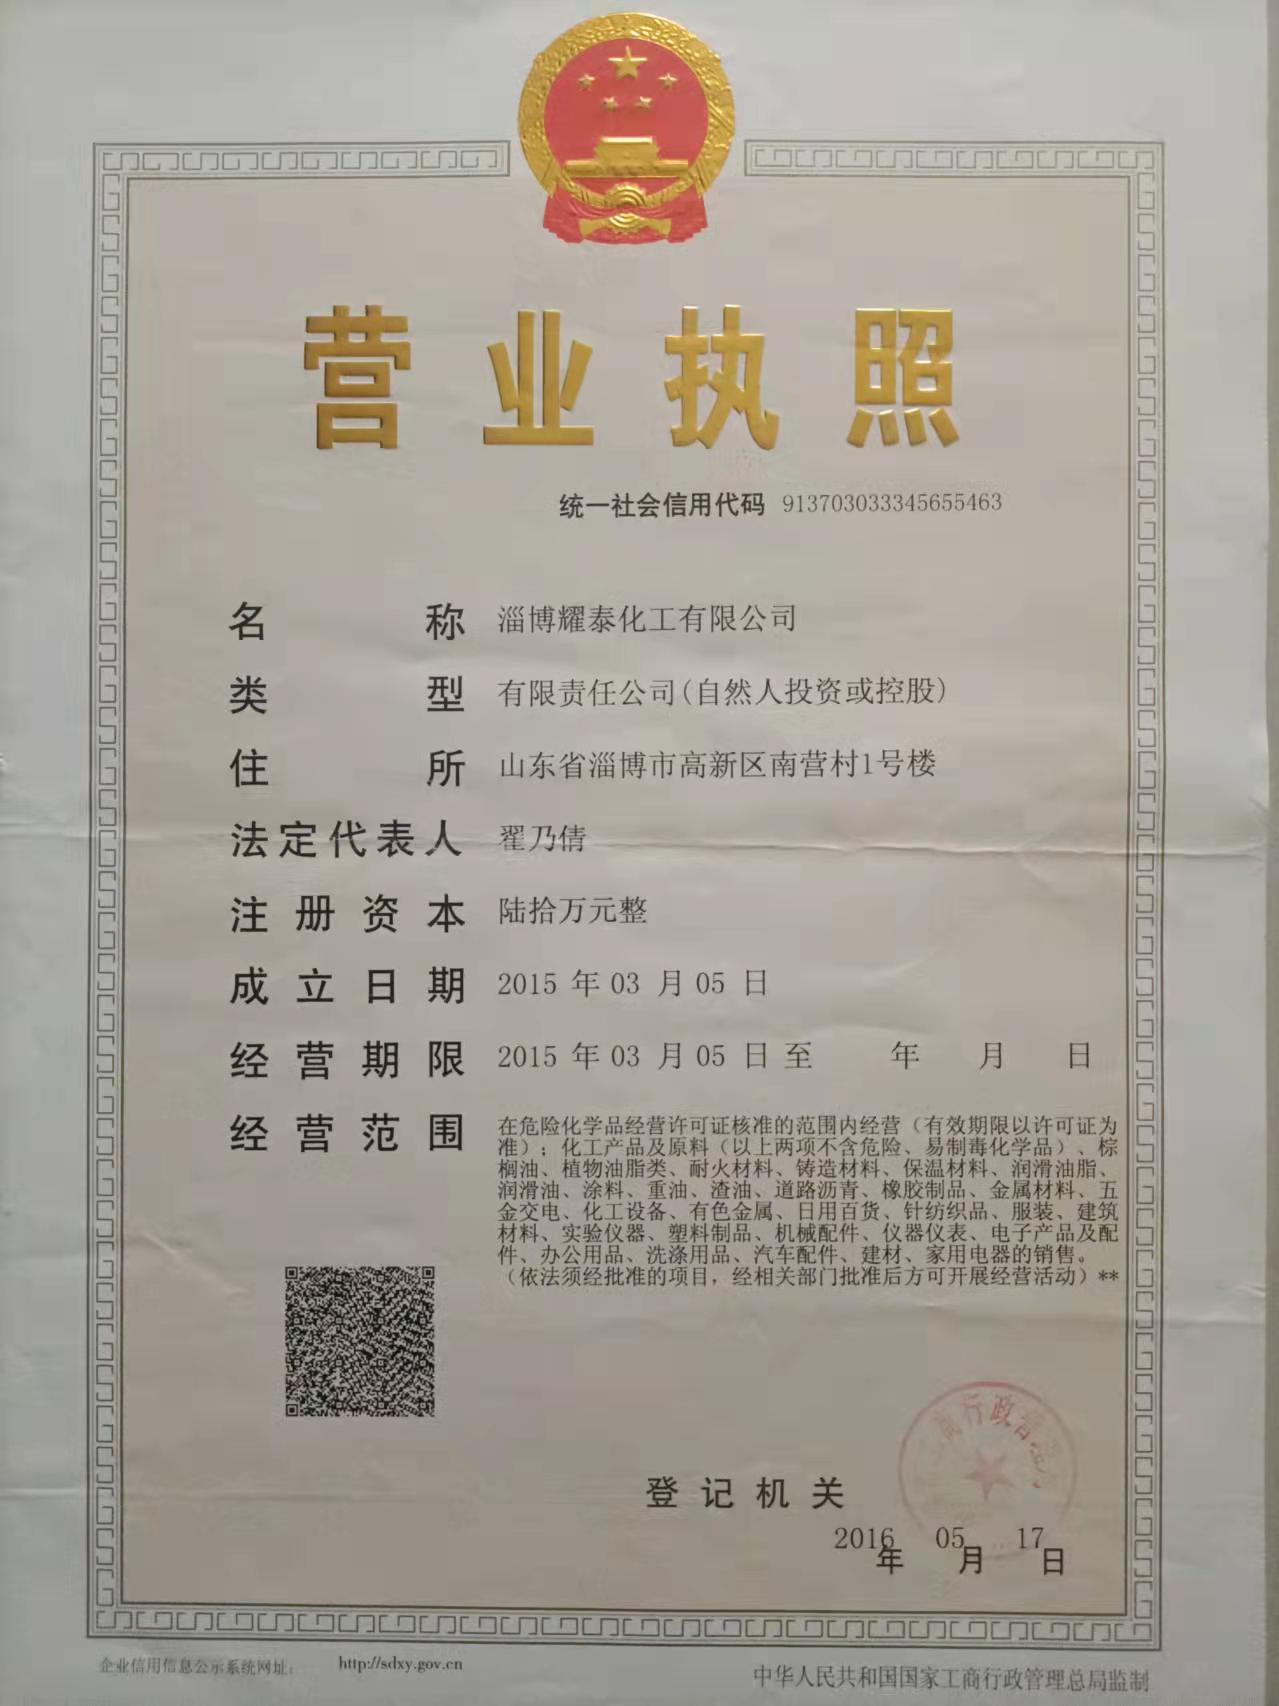 营业执照
统一社会信用代码 913703033345655463
名称 淄博耀泰化工有限公司
类型 有限责任公司(自然人投资或控股)
住所 山东省淄博市高新区南营村1号楼
法定代表人 翟乃倩
注册资本 陆拾万元整
成立日期 2015 年 03 月 05 日
经营期限 2015 年 03 月 05 日 至 年 月 日
经营范围 在危险化学品经营许可证核准的范围内经营（有效期限以许可证为
准）；化工产品及原料（以上两项不含危险、易制毒化学品）、棕
榈油、植物油脂类、耐火材料、铸造材料、保温材料、润滑油脂、
润滑油、涂料、重油、渣油、道路沥青、橡胶制品、金属材料、五
金交电、化工设备、有色金属、日用百货、针纺织品、服装、建筑
材料、实验仪器、塑料制品、机械配件、仪器仪表、电子产品及配
件、办公用品、洗涤用品、汽车配件、建材、家用电器的销售。
（依法须经批准的项目，经相关部门批准后方可开展经营活动）**
工商行政管理
登记机关
2016 年 05 月 17 日
企业信用信息公示系统网址： http://sdxy.gov.cn
中华人民共和国国家工商行政管理总局监制